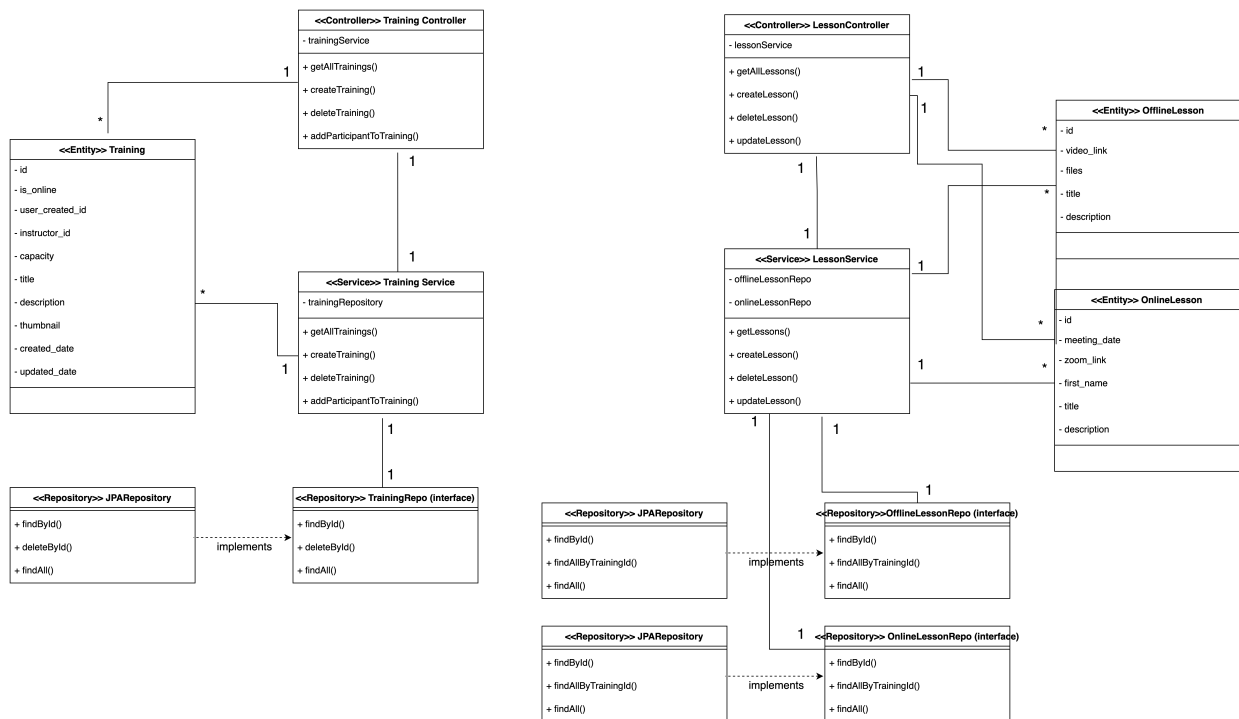 <<Controller>> Training Controller
- trainingService
+ getAllTrainings()
+ createTraining()
+ deleteTraining()
+ addParticipantToTraining()
1
*
1
<<Entity>> Training
- id
- is_online
- user_created_id
- instructor_id
- capacity
- title
- description
- thumbnail
- created_date
- updated_date
*
1
1
<<Service>> Training Service
- trainingRepository
+ getAllTrainings()
+ createTraining()
+ deleteTraining()
+ addParticipantToTraining()
1
1
<<Repository>> JPARepository
+ findById()
+ deleteById()
+ findAll()
implements
<<Repository>> TrainingRepo (interface)
+ findById()
+ deleteById()
+ findAll()
<<Controller>> LessonController
- lessonService
+ getAllLessons()
+ createLesson()
+ deleteLesson()
+ updateLesson()
1
1
1
1
<<Service>> LessonService
- offlineLessonRepo
- onlineLessonRepo
+ getLessons()
+ createLesson()
+ deleteLesson()
+ updateLesson()
1
1
1
1
<<Entity>> OfflineLesson
- id
- video_link
- files
- title
- description
*
*
<<Entity>> OnlineLesson
- id
- meeting_date
- zoom_link
- first_name
- title
- description
*
*
<<Repository>> JPARepository
+ findById()
+ findAllByTrainingId()
+ findAll()
implements
1
<<Repository>>OfflineLessonRepo (interface)
+ findById()
+ findAllByTrainingId()
+ findAll()
<<Repository>> JPARepository
+ findById()
+ findAllByTrainingId()
+ findAll()
implements
1
<<Repository>> OnlineLessonRepo (interface)
+ findById()
+ findAllByTrainingId()
+ findAll()